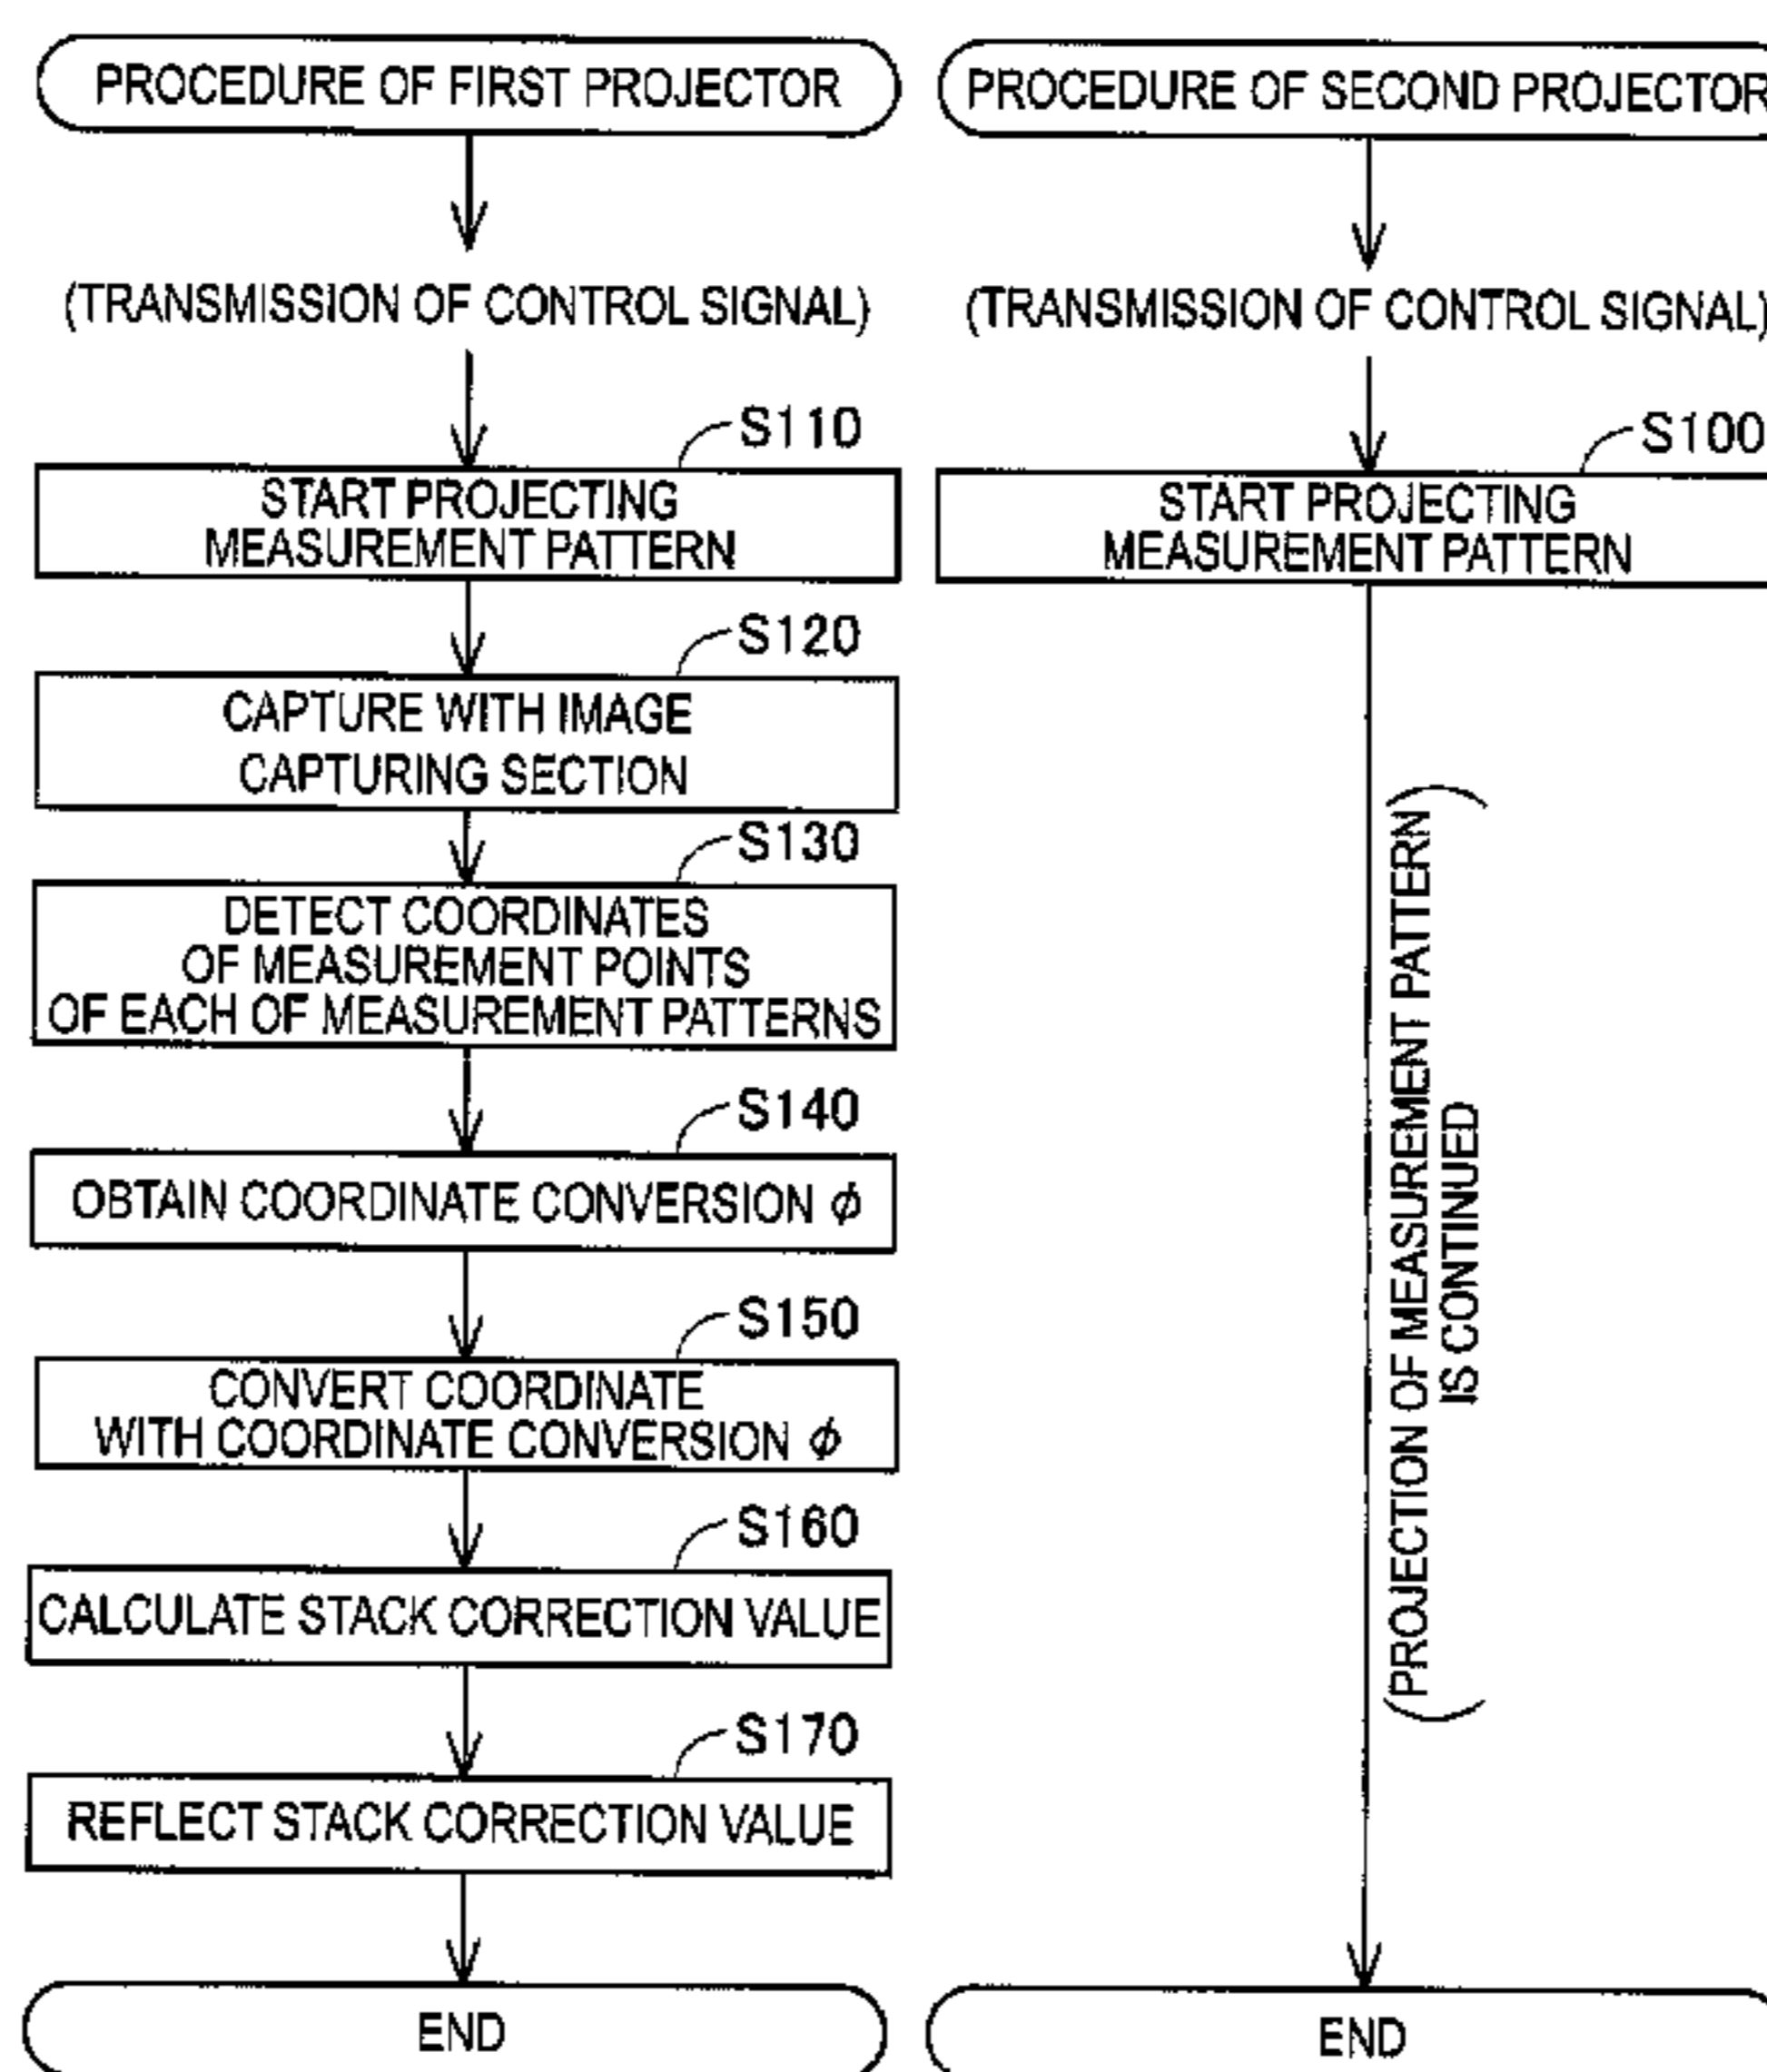 PROCEDURE OF FIRST PROJECTOR
(TRANSMISSION OF CONTROL SIGNAL)
S110
START PROJECTING
MEASUREMENT PATTERN
S120
CAPTURE WITH IMAGE
CAPTURING SECTION
S130
DETECT COORDINATES
OF MEASUREMENT POINTS
OF EACH OF MEASUREMENT PATTERNS
S140
OBTAIN COORDINATE CONVERSION ϕ
S150
CONVERT COORDINATE
WITH COORDINATE CONVERSION ϕ
S160
CALCULATE STACK CORRECTION VALUE
S170
REFLECT STACK CORRECTION VALUE
END
PROCEDURE OF SECOND PROJECTOR
(TRANSMISSION OF CONTROL SIGNAL)
S100
START PROJECTING
MEASUREMENT PATTERN
(PROJECTION OF MEASUREMENT PATTERN
IS CONTINUED)
END